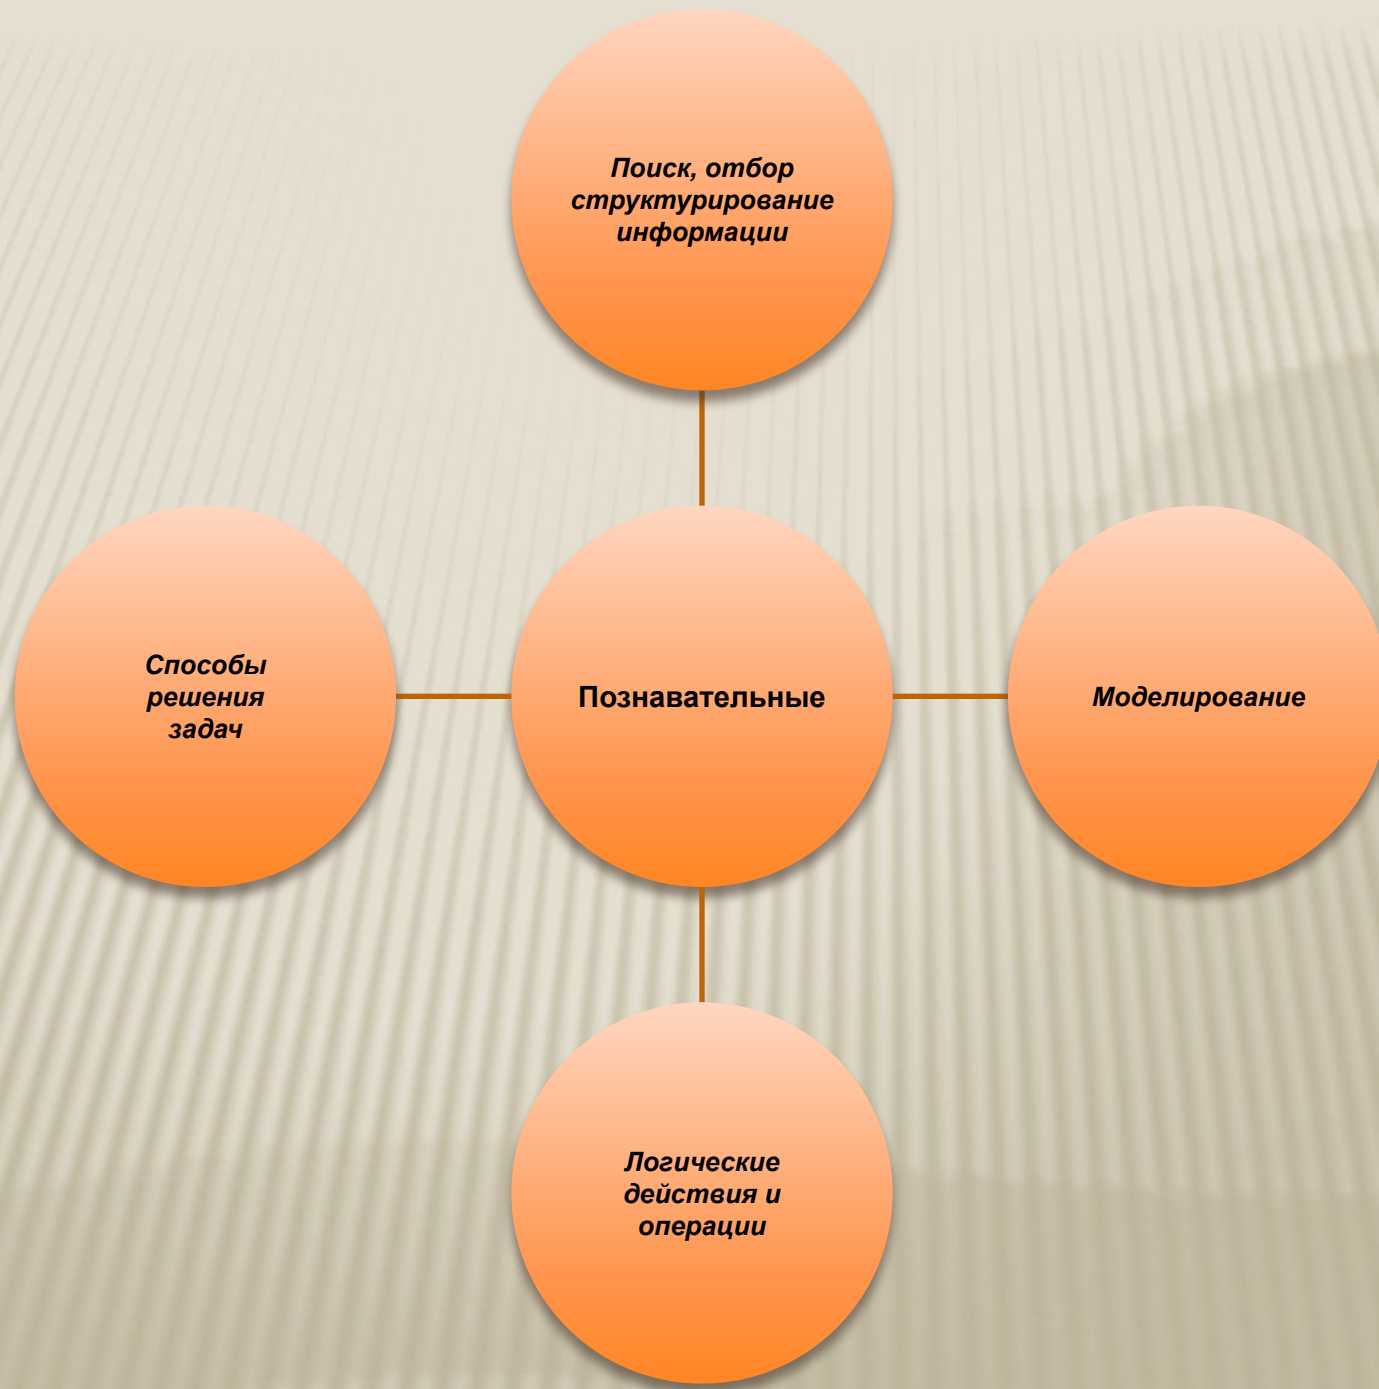 Поиск, отбор
структурирование
информации
Способы
решения
задач
Познавательные
Моделирование
Логические
действия и
операции